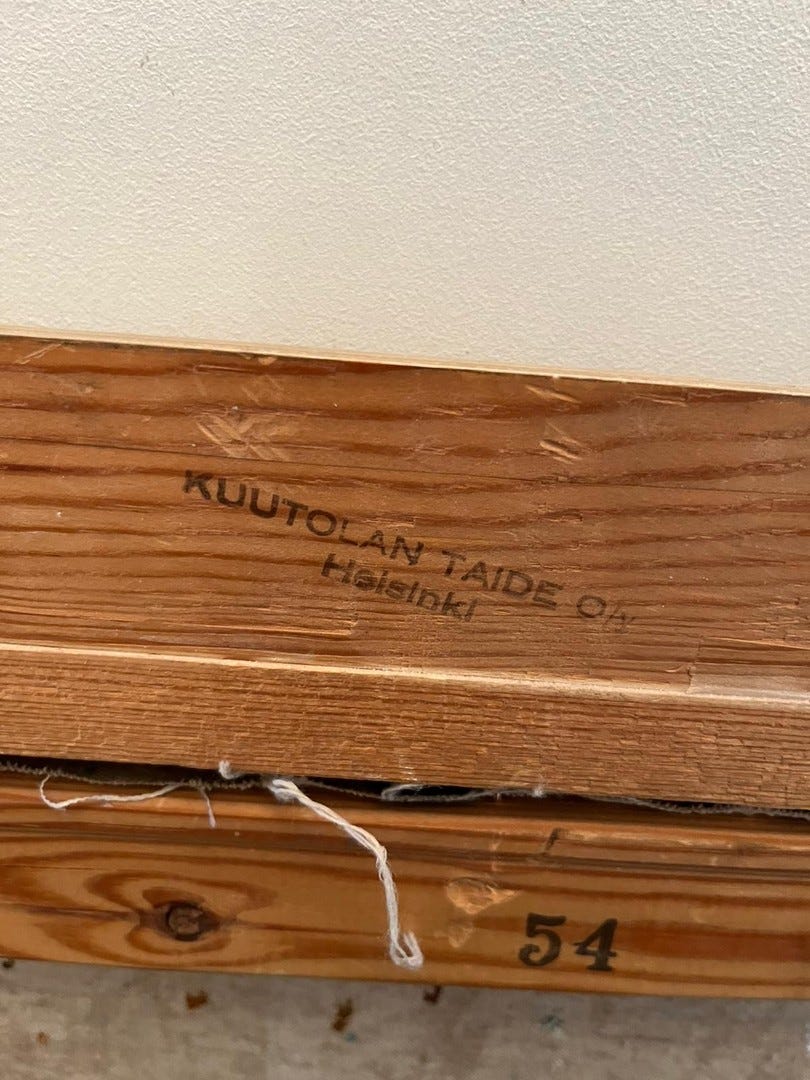 KUUTOLAN TAIDE O/y
Helsinki
54